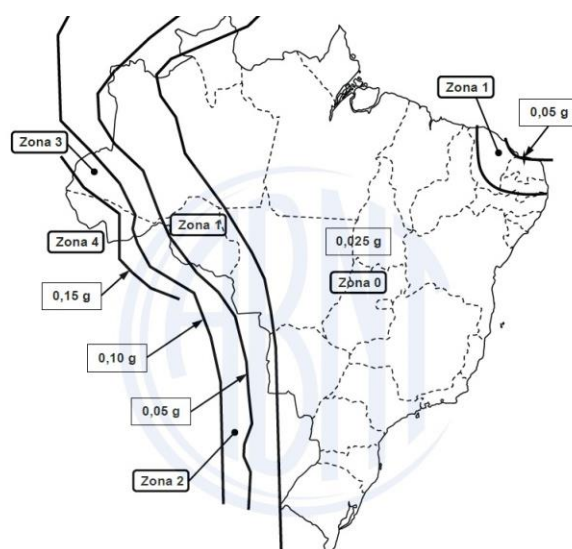 Zona 1
0,05 g
Zona 3
Zona 1
Zona 4
0,025 g
Zona 0
0,15 g
0,10 g
0,05 g
Zona 2
ABNT